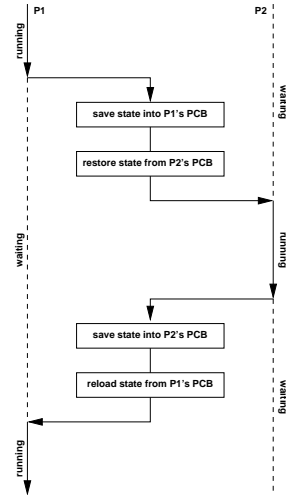 P1
P2
running
save state into P1's PCB
waiting
restore state from P2's PCB
waiting
running
save state into P2's PCB
reload state from P1's PCB
waiting
running